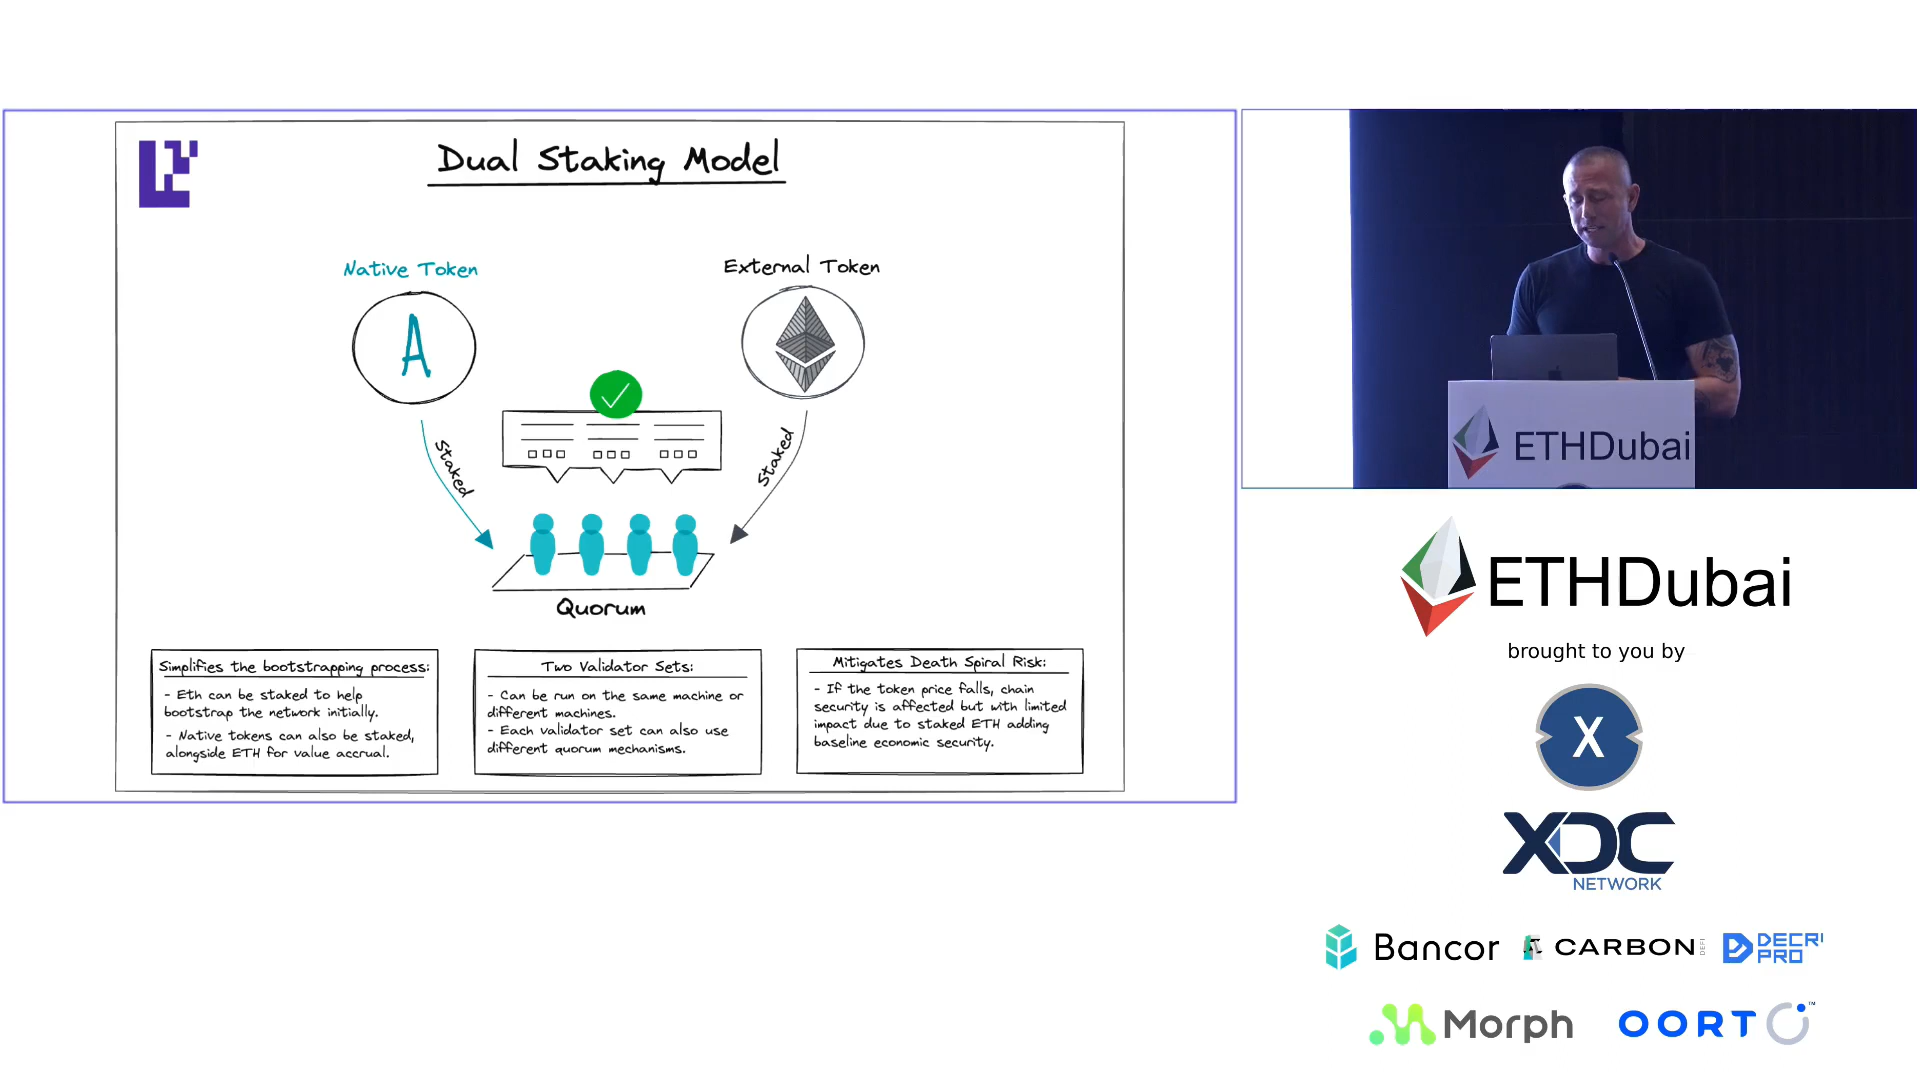 Dual Staking Model
Native Token
External Token
A
Staked
Staked
Quorum
Simplifies the bootstrapping process:
- Eth can be staked to help
bootstrap the network initially.
- Native tokens can also be staked,
alongside ETH for value accrual.
Two Validator Sets:
- Can be run on the same machine or
different machines.
- Each validator set can also use
different quorum mechanisms.
Mitigates Death Spiral Risk:
- If the token price falls, chain
security is affected but with limited
impact due to staked ETH adding
baseline economic security.
ETHDubai
ETHDubai
brought to you by
X
XDC
NETWORK
Bancor
CARBON DEFI
DECRI
PRO
Morph
OORT ™